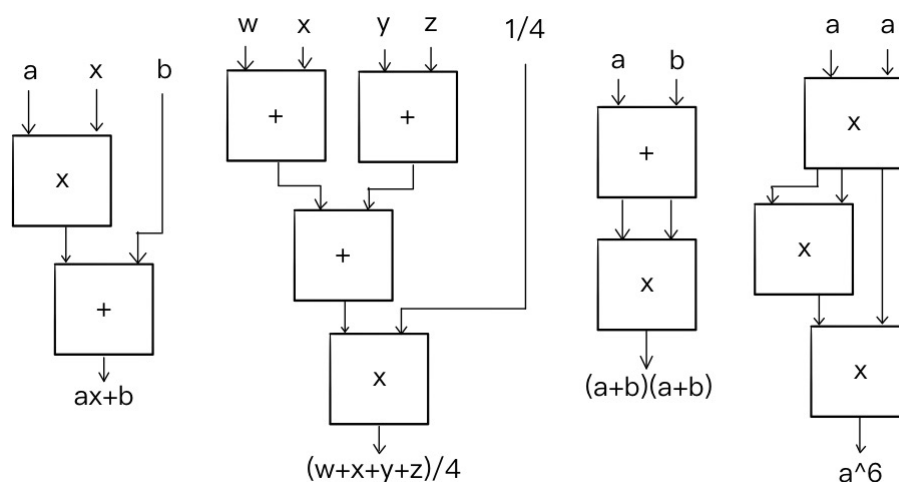 a x b
x
+
ax+b
w x y z 1/4
+ +
+
x
(w+x+y+z)/4
a b
+
x
(a+b)(a+b)
a a
x
x
x
a^6